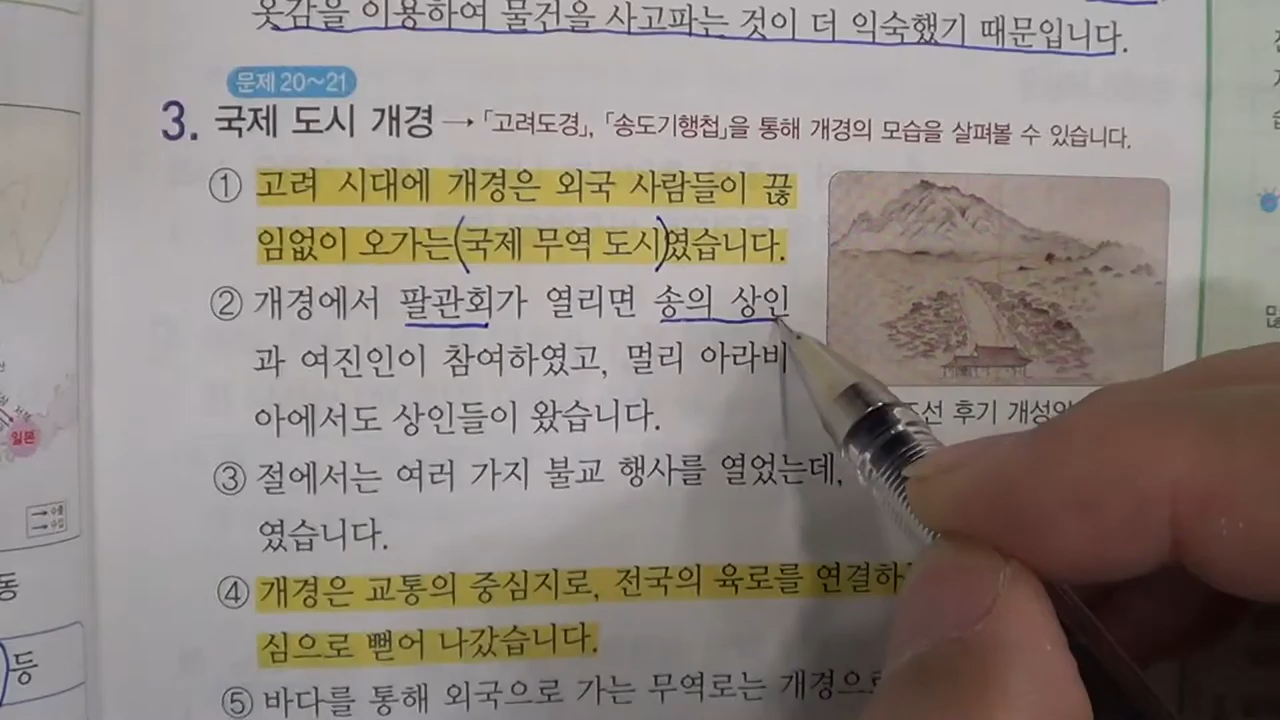 옷감을 이용하여 물건을 사고파는 것이 더 익숙했기 때문입니다.
문제 20~21
3. 국제 도시 개경 → 「고려도경」, 「송도기행첩」을 통해 개경의 모습을 살펴볼 수 있습니다.
① 고려 시대에 개경은 외국 사람들이 끊
임없이 오가는(국제 무역 도시)였습니다.
② 개경에서 팔관회가 열리면 송의 상인
과 여진인이 참여하였고, 멀리 아라비
아에서도 상인들이 왔습니다.
조선 후기 개성의
③ 절에서는 여러 가지 불교 행사를 열었는데,
였습니다.
④ 개경은 교통의 중심지로, 전국의 육로를 연결하
심으로 뻗어 나갔습니다.
⑤ 바다를 통해 외국으로 가는 무역로는 개경으로
일본
수출
수입
동
등